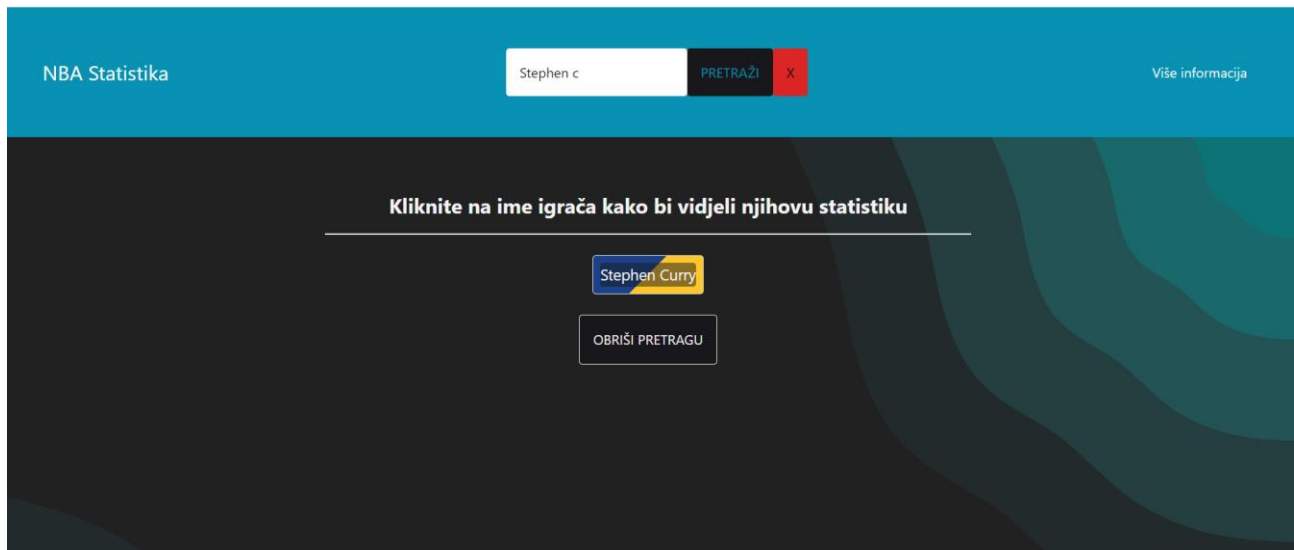 NBA Statistika
Stephen c
PRETRAŽI
X
Više informacija
Kliknite na ime igrača kako bi vidjeli njihovu statistiku
Stephen Curry
OBRIŠI PRETRAGU